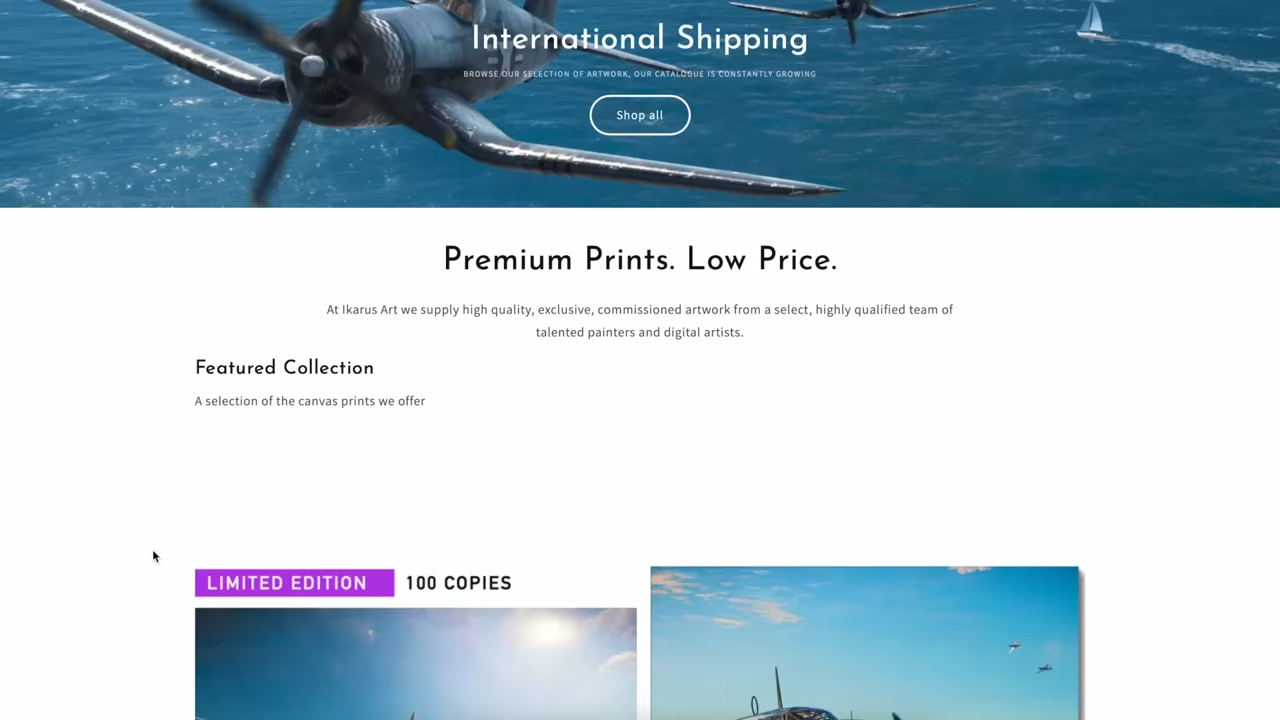 International Shipping
BROWSE OUR SELECTION OF ARTWORK, OUR CATALOGUE IS CONSTANTLY GROWING
Shop all
Premium Prints. Low Price.
At Ikarus Art we supply high quality, exclusive, commissioned artwork from a select, highly qualified team of
talented painters and digital artists.
Featured Collection
A selection of the canvas prints we offer
LIMITED EDITION 100 COPIES